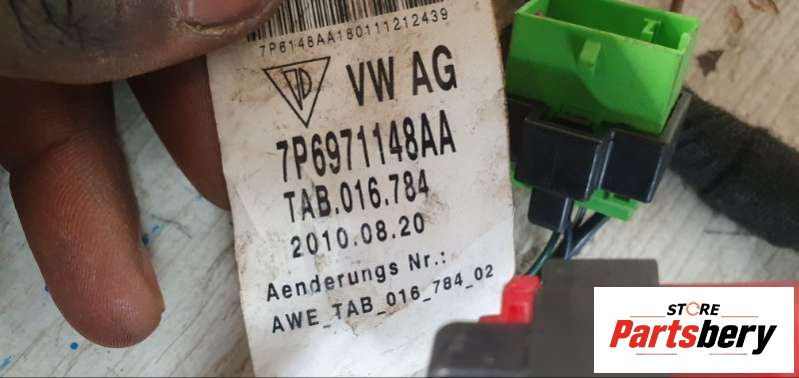 7P6148AA180111212439
VW AG
7P6971148AA
TAB.016.784
2010.08.20
Aenderungs Nr.:
AWE_TAB_016_784_02
STORE
Partsbery